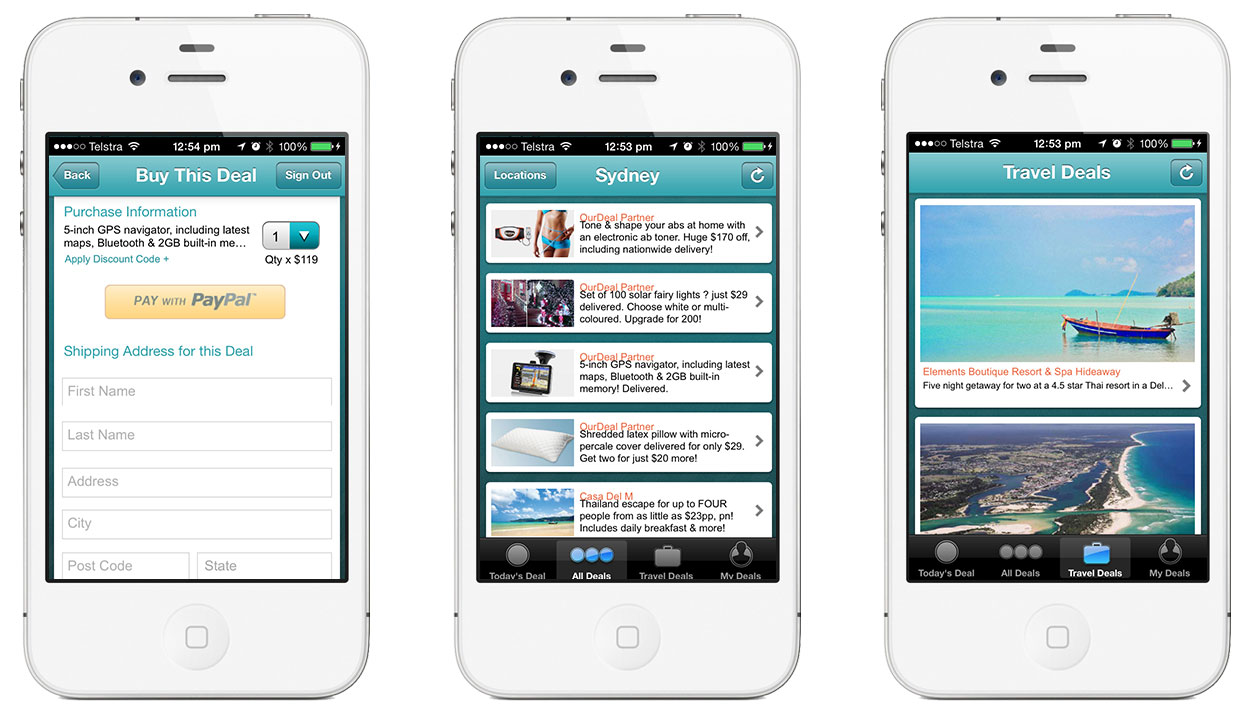 ●●●○○ Telstra 12:54 pm 100%
Back Buy This Deal Sign Out
Purchase Information
5-inch GPS navigator, including latest
maps, Bluetooth & 2GB built-in me...
1
Apply Discount Code +
Qty x $119
PAY WITH PayPal™
Shipping Address for this Deal
First Name
Last Name
Address
City
Post Code State
●●●○○ Telstra 12:53 pm 100%
Locations Sydney
OurDeal Partner
Tone & shape your abs at home with
an electronic ab toner. Huge $170 off,
including nationwide delivery!
OurDeal Partner
Set of 100 solar fairy lights ? just $29
delivered. Choose white or multi-
coloured. Upgrade for 200!
OurDeal Partner
5-inch GPS navigator, including latest
maps, Bluetooth & 2GB built-in
memory! Delivered.
OurDeal Partner
Shredded latex pillow with micro-
percale cover delivered for only $29.
Get two for just $20 more!
Casa Del M
Thailand escape for up to FOUR
people from as little as $23pp, pn!
Includes daily breakfast & more!
Today's Deal All Deals Travel Deals My Deals
●●●○○ Telstra 12:53 pm 100%
Travel Deals
Elements Boutique Resort & Spa Hideaway
Five night getaway for two at a 4.5 star Thai resort in a Del...
Today's Deal All Deals Travel Deals My Deals